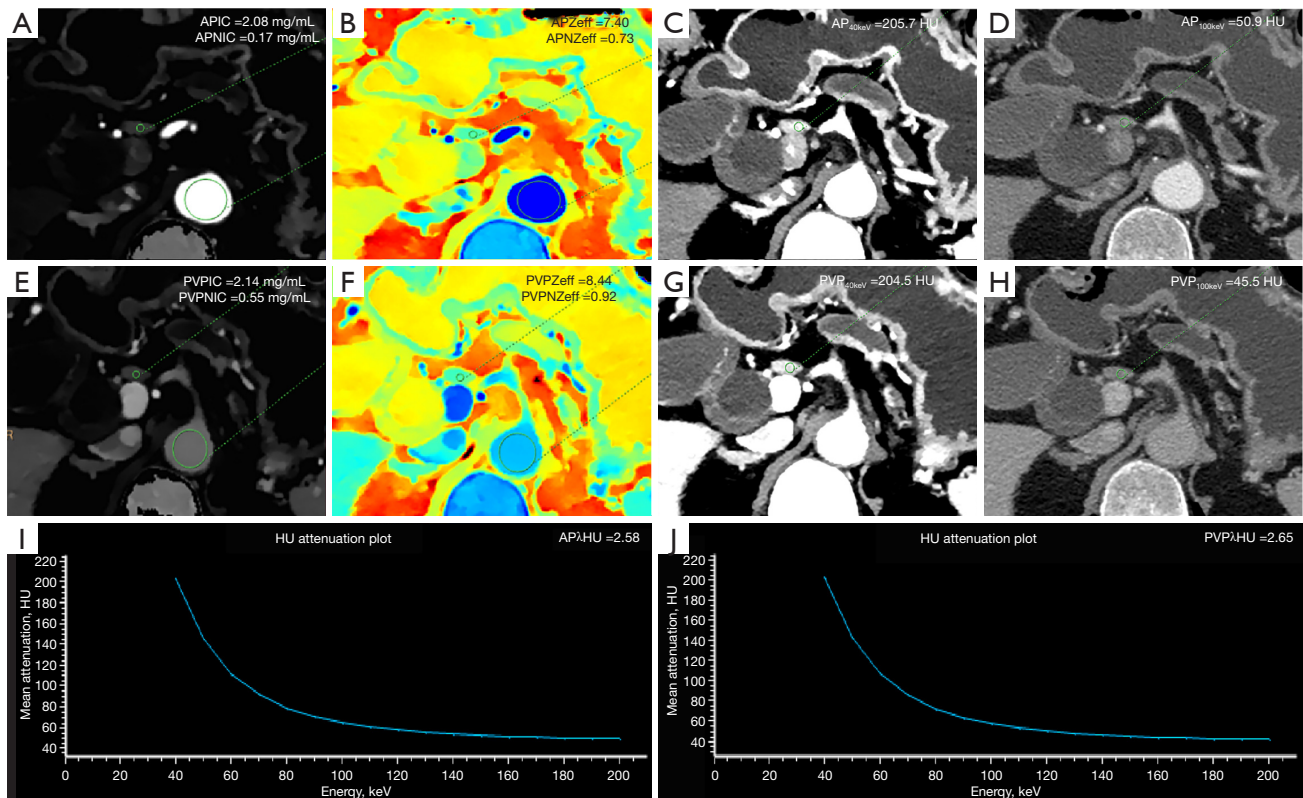 A
APIC =2.08 mg/mL
APNIC =0.17 mg/mL
B
APZeff =7.40
APNZeff =0.73
C
AP40keV =205.7 HU
D
AP100keV =50.9 HU
E
PVPIC =2.14 mg/mL
PVPNIC =0.55 mg/mL
R
F
PVPZeff =8.44
PVPNZeff =0.92
G
PVP40keV =204.5 HU
H
PVP100keV =45.5 HU
I
HU attenuation plot
APλHU =2.58
Mean attenuation, HU
220
200
180
160
140
120
100
80
60
40
0 20 40 60 80 100 120 140 160 180 200
Energy, keV
J
HU attenuation plot
PVPλHU =2.65
Mean attenuation, HU
220
200
180
160
140
120
100
80
60
40
0 20 40 60 80 100 120 140 160 180 200
Energy, keV